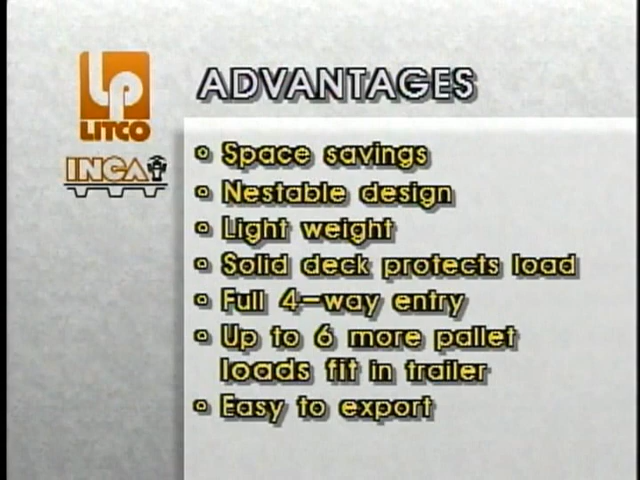 LP
LITCO
INCA
ADVANTAGES
Space savings
Nestable design
Light weight
Solid deck protects load
Full 4-way entry
Up to 6 more pallet
loads fit in trailer
Easy to export